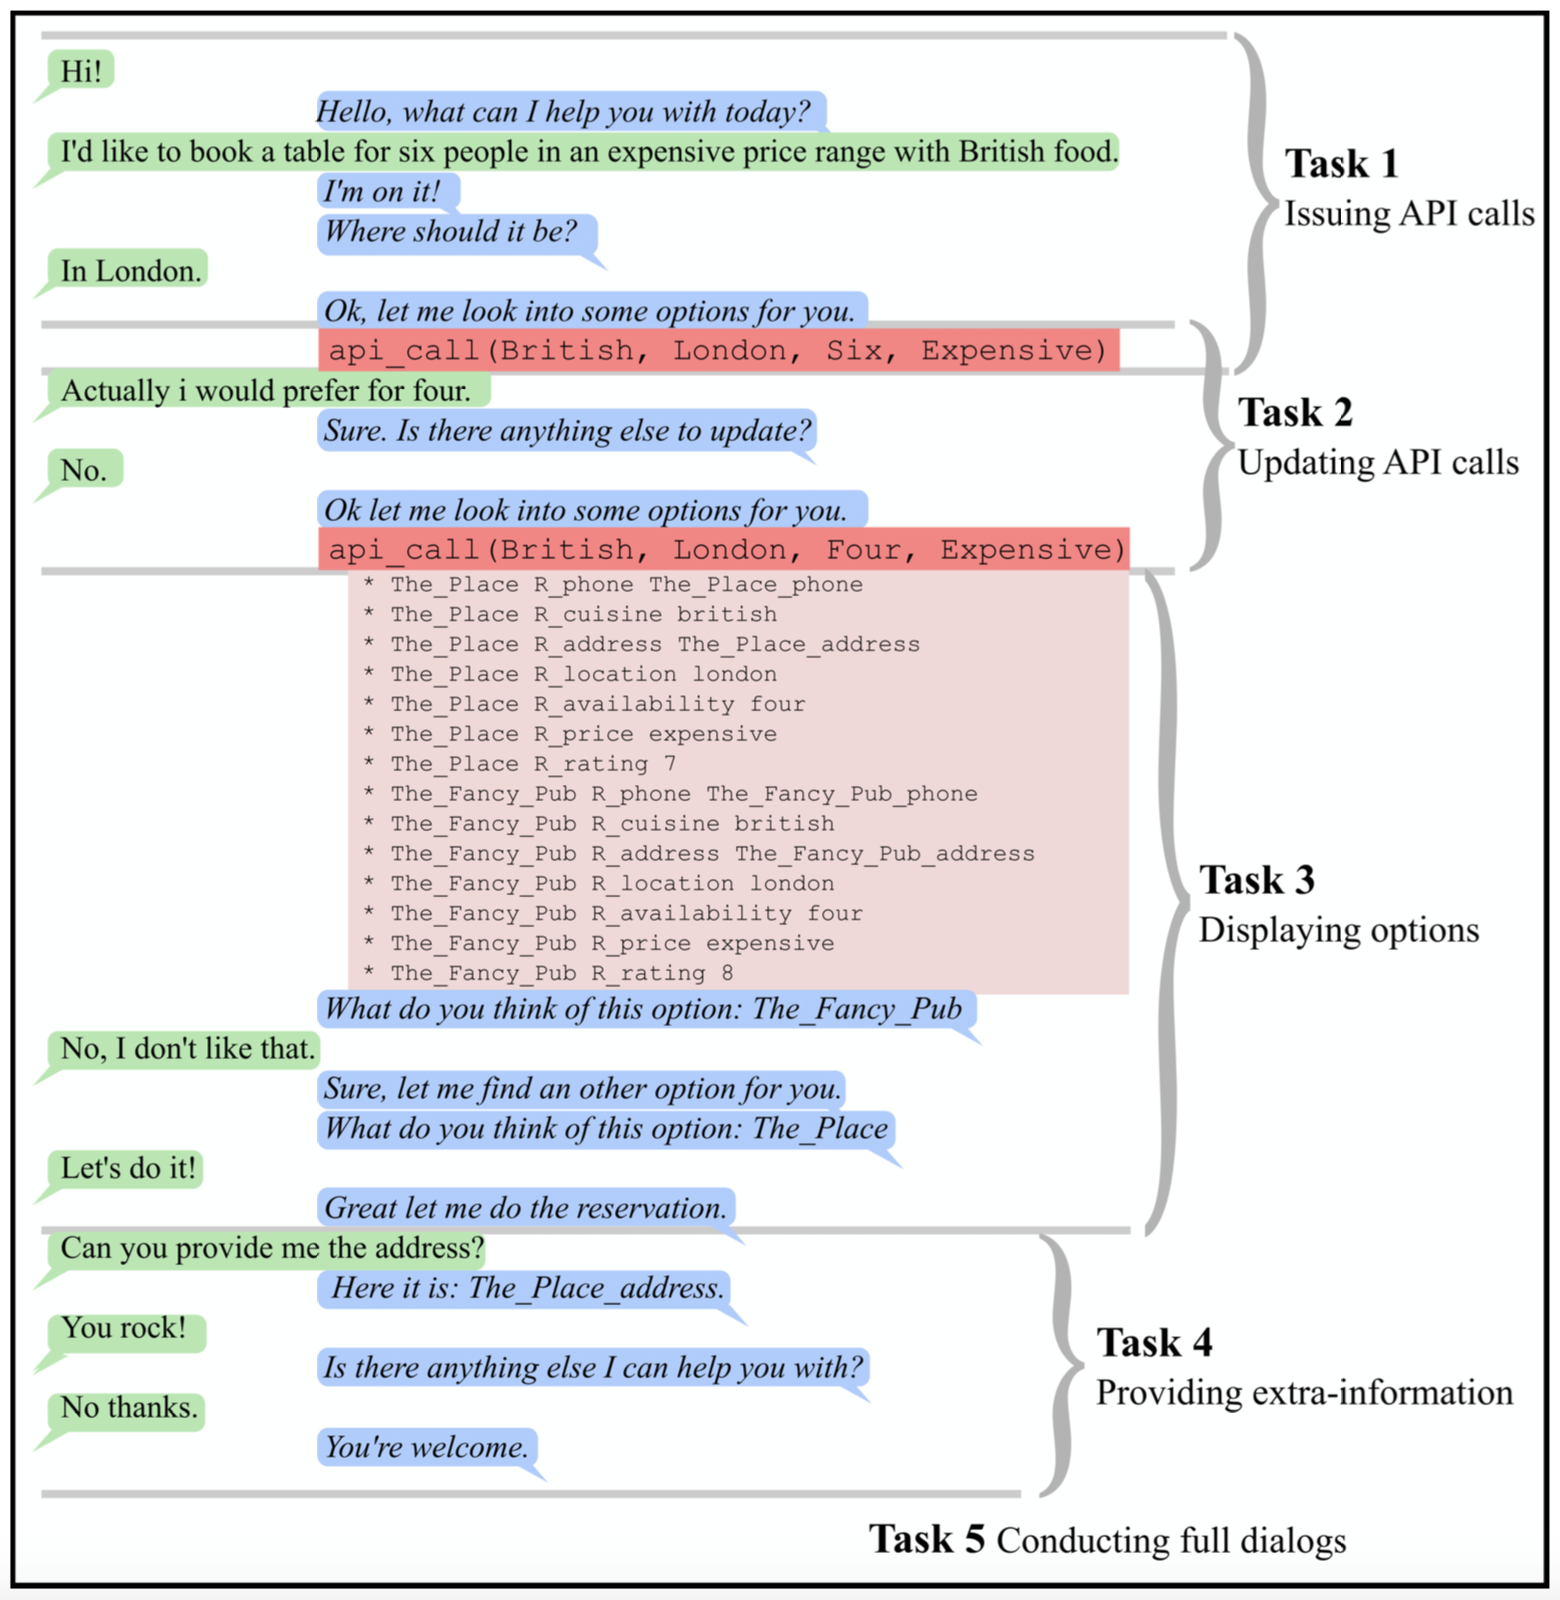 Hi!
Hello, what can I help you with today?
I'd like to book a table for six people in an expensive price range with British food.
I'm on it!
Where should it be?
In London.
Ok, let me look into some options for you.
api_call(British, London, Six, Expensive)
Task 1
Issuing API calls
Actually i would prefer for four.
Sure. Is there anything else to update?
No.
Ok let me look into some options for you.
api_call(British, London, Four, Expensive)
Task 2
Updating API calls
* The_Place R_phone The_Place_phone
* The_Place R_cuisine british
* The_Place R_address The_Place_address
* The_Place R_location london
* The_Place R_availability four
* The_Place R_price expensive
* The_Place R_rating 7
* The_Fancy_Pub R_phone The_Fancy_Pub_phone
* The_Fancy_Pub R_cuisine british
* The_Fancy_Pub R_address The_Fancy_Pub_address
* The_Fancy_Pub R_location london
* The_Fancy_Pub R_availability four
* The_Fancy_Pub R_price expensive
* The_Fancy_Pub R_rating 8
What do you think of this option: The_Fancy_Pub
No, I don't like that.
Sure, let me find an other option for you.
What do you think of this option: The_Place
Let's do it!
Great let me do the reservation.
Task 3
Displaying options
Can you provide me the address?
Here it is: The_Place_address.
You rock!
Is there anything else I can help you with?
No thanks.
You're welcome.
Task 4
Providing extra-information
Task 5 Conducting full dialogs